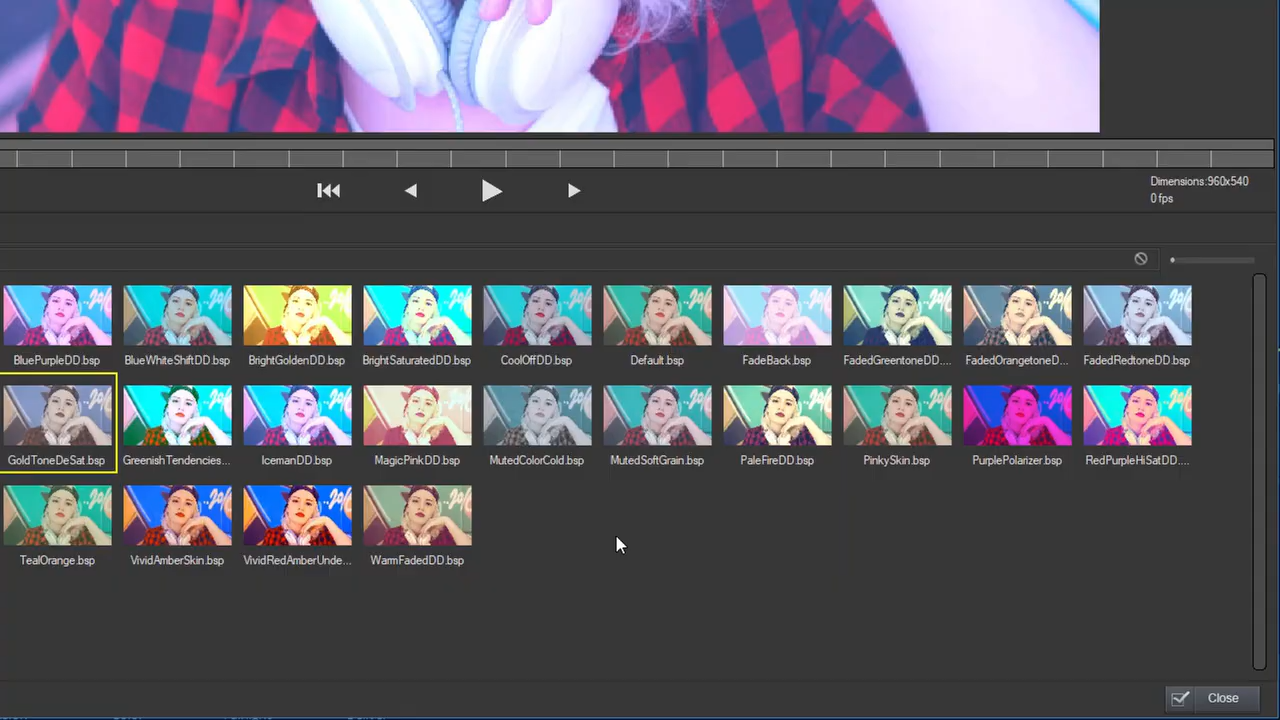 Dimensions:960x540
0 fps
BluePurpleDD.bsp
BlueWhiteShiftDD.bsp
BrightGoldenDD.bsp
BrightSaturatedDD.bsp
CoolOffDD.bsp
Default.bsp
FadeBack.bsp
FadedGreentoneDD....
FadedOrangetoneD...
FadedRedtoneDD.bsp
GoldToneDeSat.bsp
GreenishTendencies...
IcemanDD.bsp
MagicPinkDD.bsp
MutedColorCold.bsp
MutedSoftGrain.bsp
PaleFireDD.bsp
PinkySkin.bsp
PurplePolarizer.bsp
RedPurpleHiSatDD....
TealOrange.bsp
VividAmberSkin.bsp
VividRedAmberUnde...
WarmFadedDD.bsp
Close